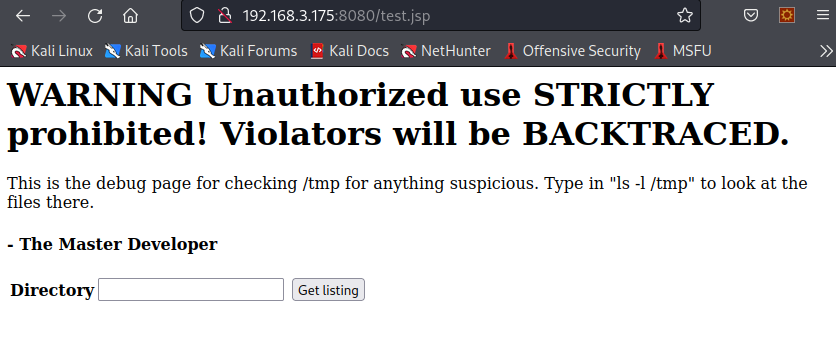 192.168.3.175:8080/test.jsp
Kali Linux Kali Tools Kali Forums Kali Docs NetHunter Offensive Security MSFU
WARNING Unauthorized use STRICTLY
prohibited! Violators will be BACKTRACED.
This is the debug page for checking /tmp for anything suspicious. Type in "ls -l /tmp" to look at the
files there.
- The Master Developer
Directory Get listing